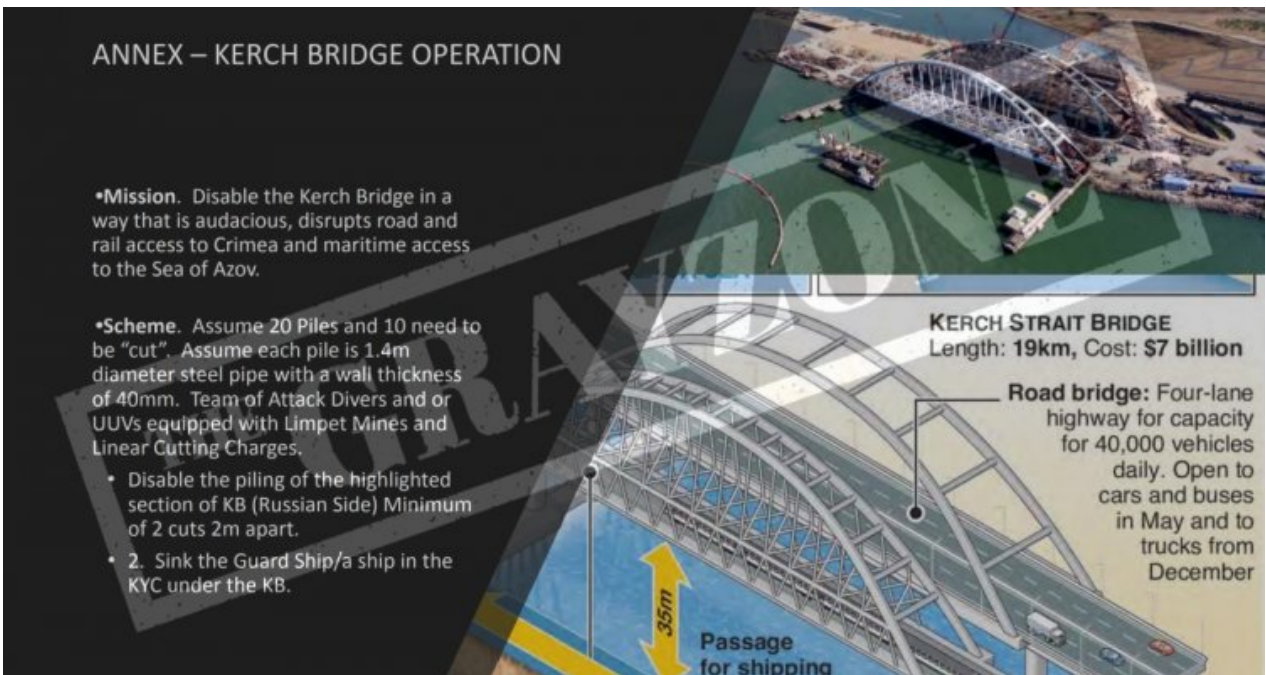 ANNEX – KERCH BRIDGE OPERATION
•Mission. Disable the Kerch Bridge in a
way that is audacious, disrupts road and
rail access to Crimea and maritime access
to the Sea of Azov.
•Scheme. Assume 20 Piles and 10 need to
be “cut”. Assume each pile is 1.4m
diameter steel pipe with a wall thickness
of 40mm. Team of Attack Divers and or
UUVs equipped with Limpet Mines and
Linear Cutting Charges.
• Disable the piling of the highlighted
section of KB (Russian Side) Minimum
of 2 cuts 2m apart.
• 2. Sink the Guard Ship/a ship in the
KYC under the KB.
THE GRAYZONE
KERCH STRAIT BRIDGE
Length: 19km, Cost: $7 billion
Road bridge: Four-lane
highway for capacity
for 40,000 vehicles
daily. Open to
cars and buses
in May and to
trucks from
December
35m
Passage
for shipping